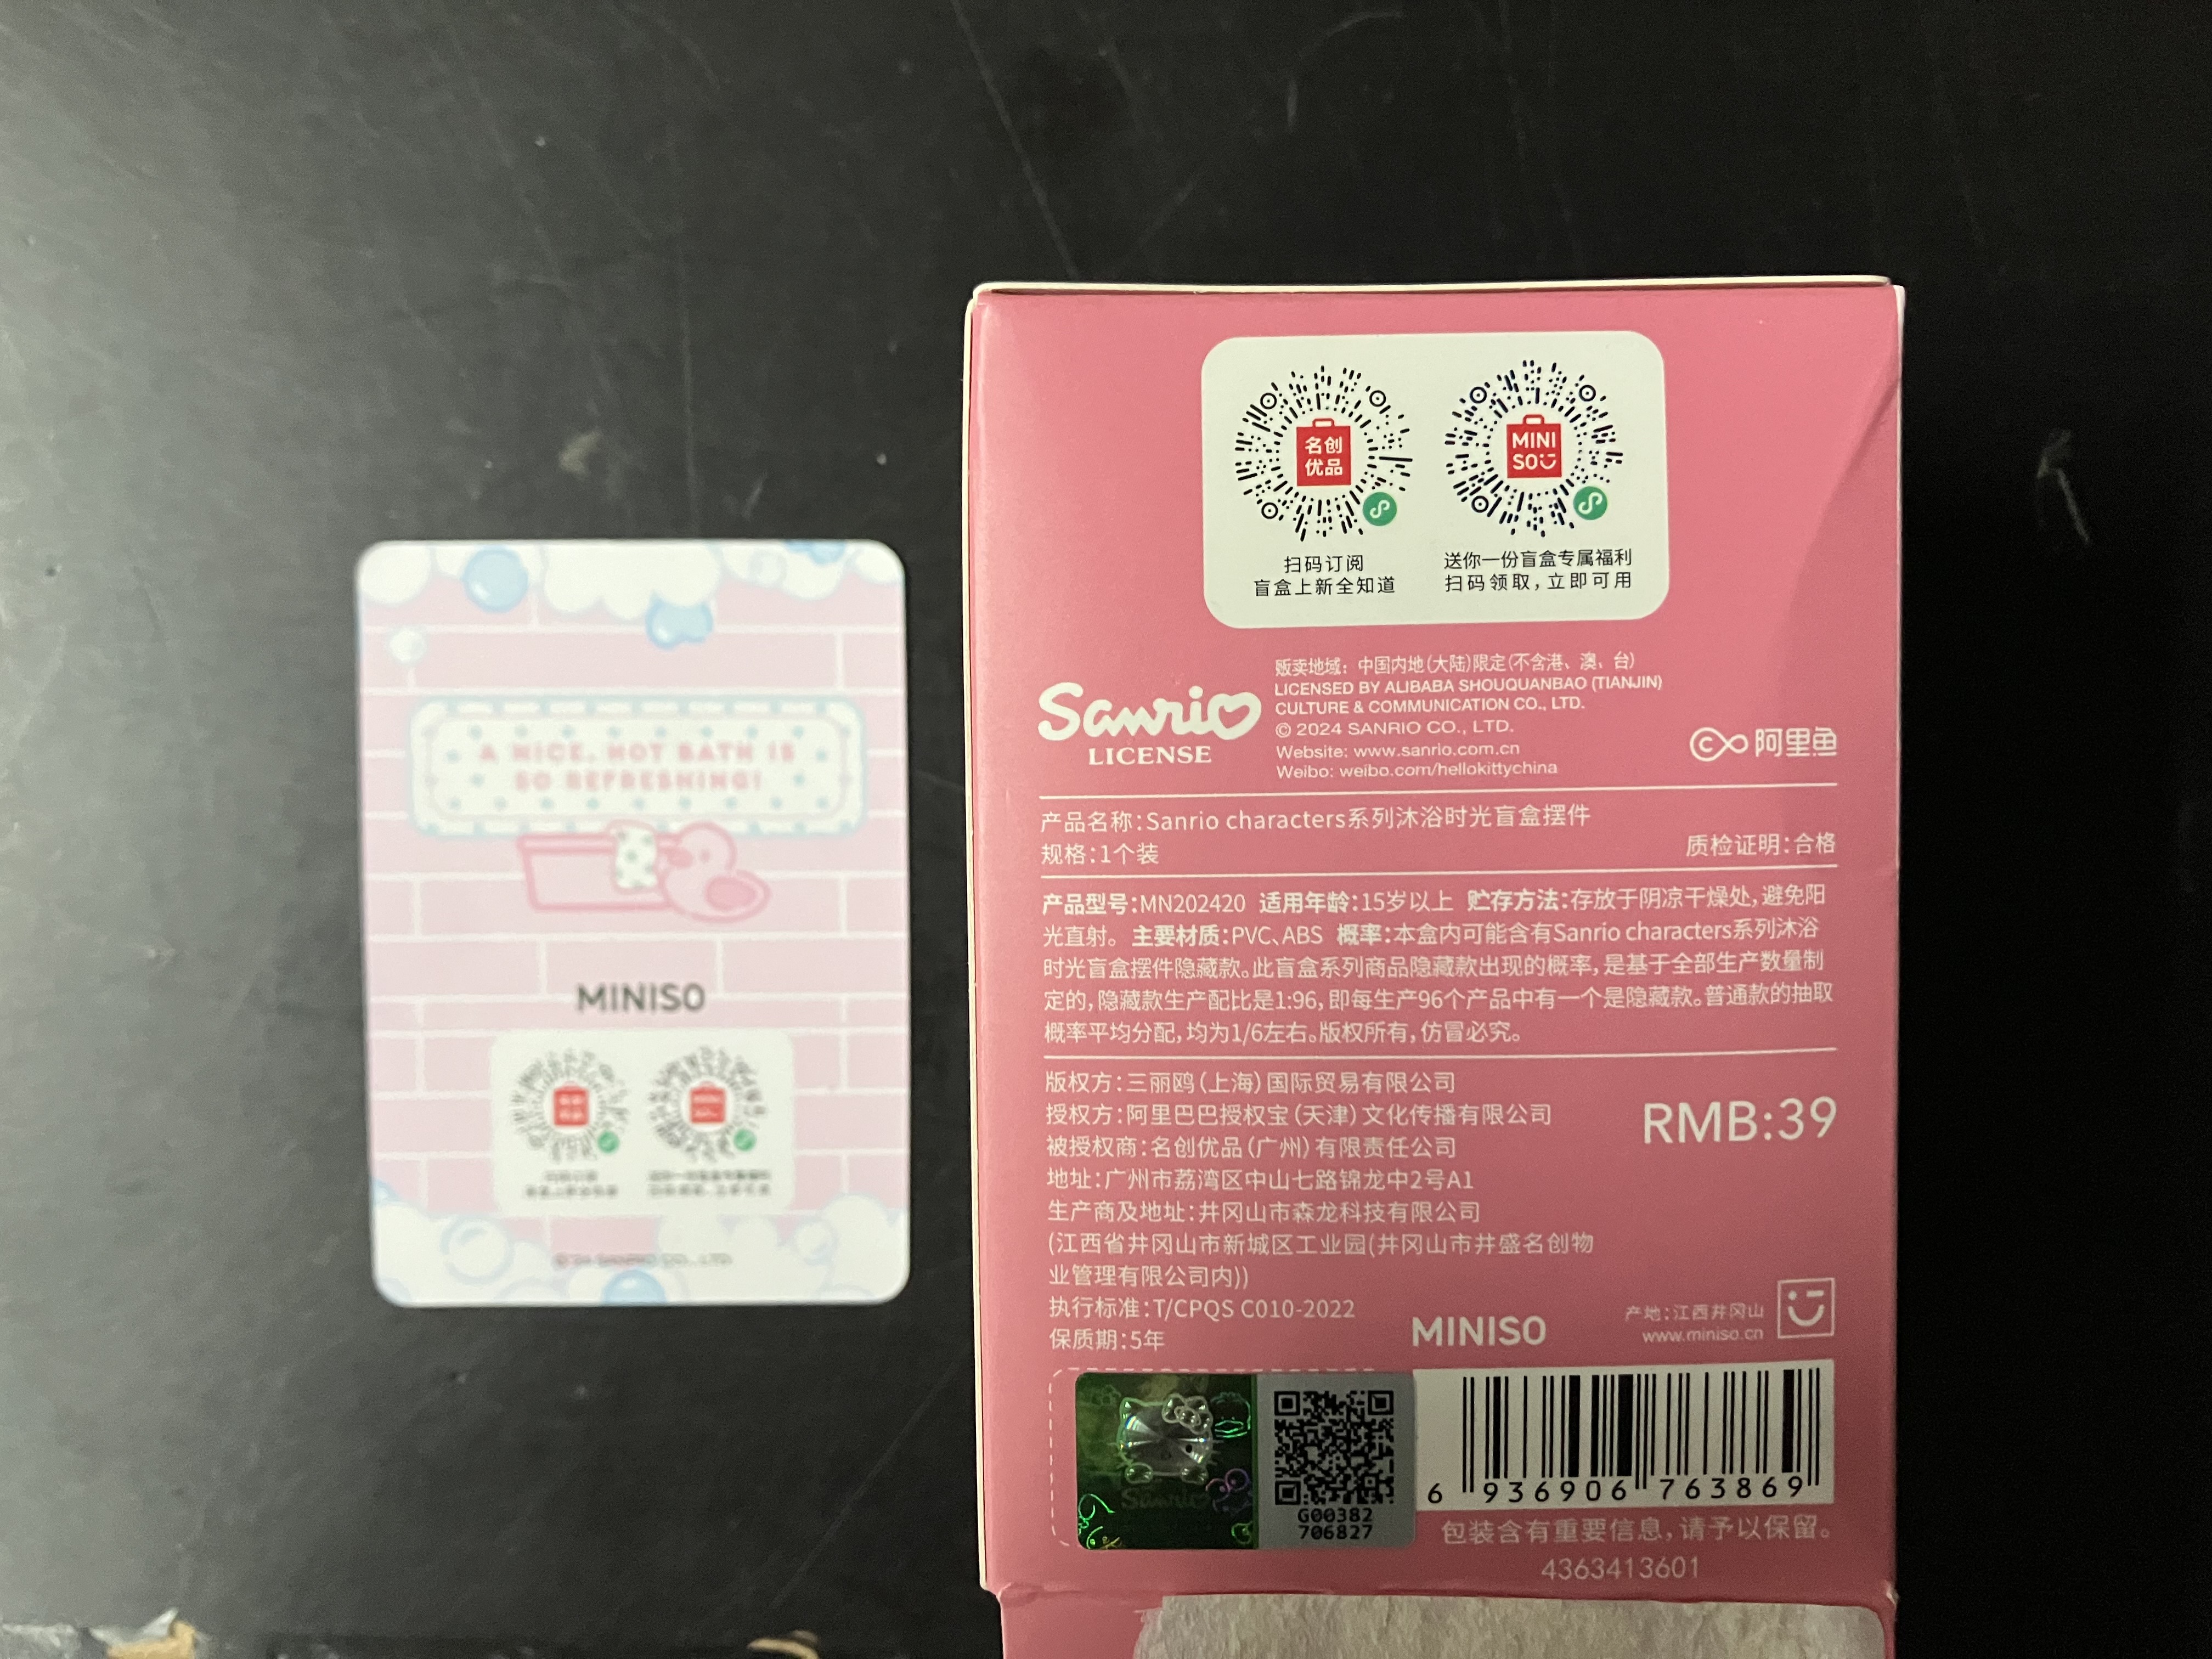 A NICE, HOT BATH IS
SO REFRESHING!
MINISO
名创
优品
MINI
SO
扫码订阅
盲盒上新全知道
送你一份盲盒专属福利
扫码领取,立即可用
Sanrio
LICENSE
贩卖地域: 中国内地(大陆)限定(不含港、澳、台)
LICENSED BY ALIBABA SHOUQUANBAO (TIANJIN)
CULTURE & COMMUNICATION CO., LTD.
© 2024 SANRIO CO., LTD.
Website: www.sanrio.com.cn
Weibo: weibo.com/hellokittychina
阿里鱼
产品名称:Sanrio characters系列沐浴时光盲盒摆件
规格:1个装
质检证明:合格
产品型号:MN202420 适用年龄:15岁以上 贮存方法:存放于阴凉干燥处,避免阳
光直射。 主要材质:PVC、ABS 概率:本盒内可能含有Sanrio characters系列沐浴
时光盲盒摆件隐藏款。此盲盒系列商品隐藏款出现的概率,是基于全部生产数量制
定的,隐藏款生产配比是1:96,即每生产96个产品中有一个是隐藏款。普通款的抽取
概率平均分配,均为1/6左右。版权所有,仿冒必究。
版权方:三丽鸥(上海)国际贸易有限公司
授权方:阿里巴巴授权宝(天津)文化传播有限公司
被授权商:名创优品(广州)有限责任公司
地址:广州市荔湾区中山七路锦龙中2号A1
生产商及地址:井冈山市森龙科技有限公司
(江西省井冈山市新城区工业园(井冈山市井盛名创物
业管理有限公司内))
执行标准:T/CPQS C010-2022
保质期:5年
RMB:39
MINISO
产地:江西井冈山
www.miniso.cn
Sanrio
G00382
706827
6 936906 763869
包装含有重要信息,请予以保留。
4363413601